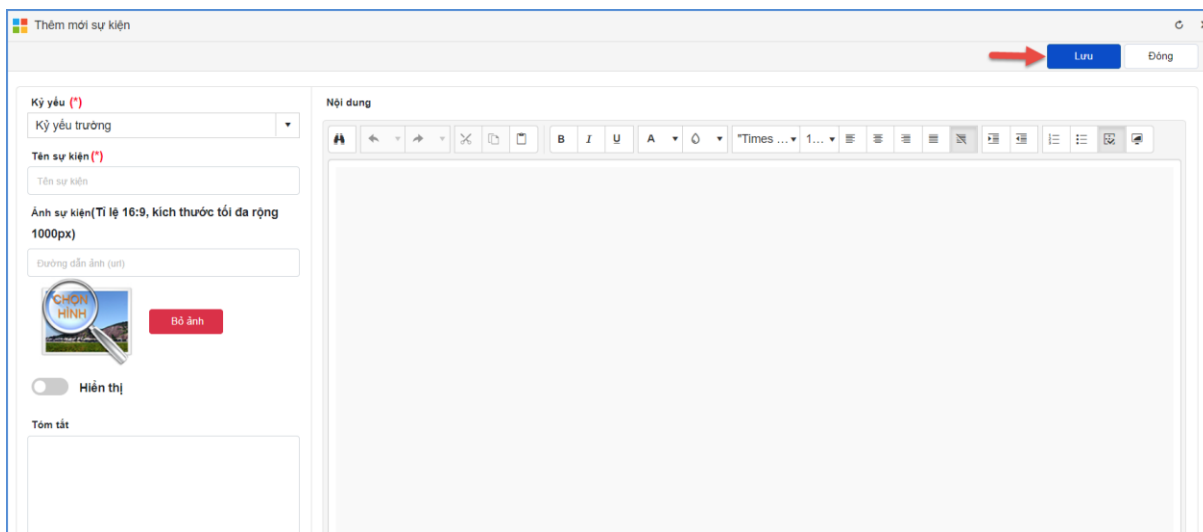 Thêm mới sự kiện
Lưu
Đóng
Kỷ yếu (*)
Kỷ yếu trường
Tên sự kiện (*)
Tên sự kiện
Ảnh sự kiện(Tỉ lệ 16:9, kích thước tối đa rộng
1000px)
Đường dẫn ảnh (url)
CHỌN
HÌNH
Bỏ ảnh
Hiển thị
Tóm tắt
Nội dung
B I U A "Times ... 1...